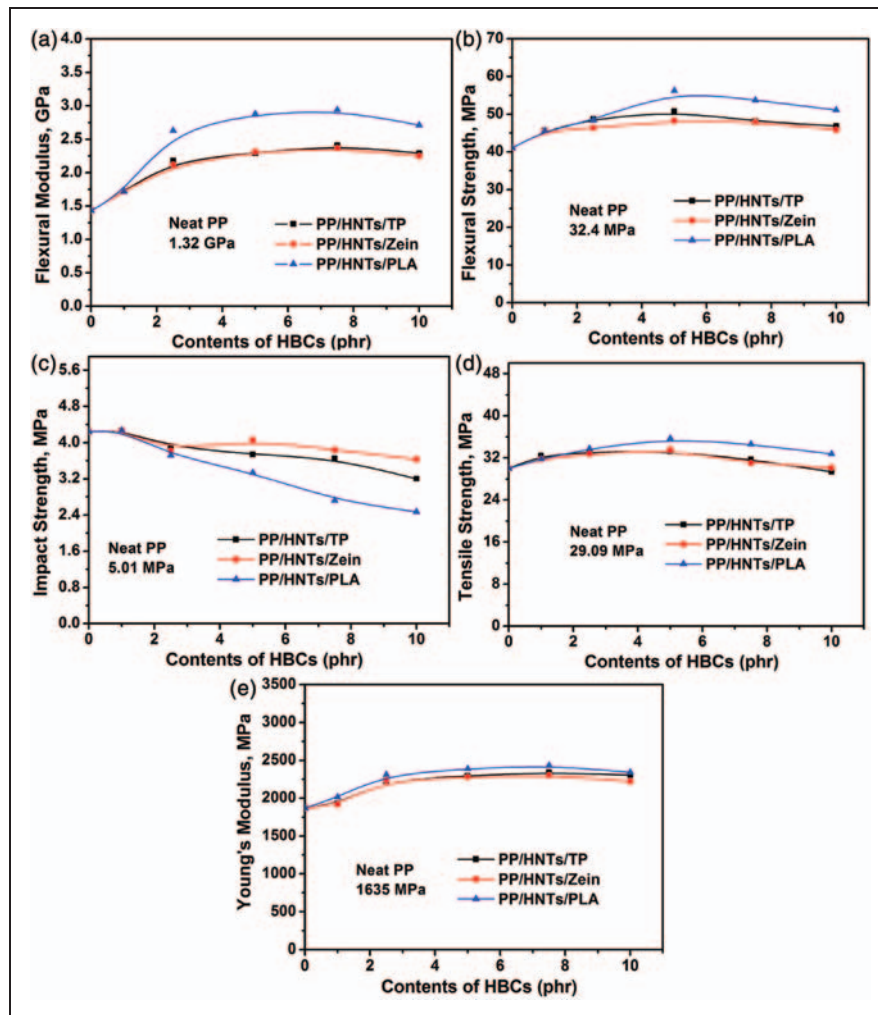 (a)
4.0
3.5
3.0
2.5
2.0
1.5
1.0
0.5
0.0
Flexural Modulus, GPa
Neat PP
1.32 GPa
PP/HNTs/TP
PP/HNTs/Zein
PP/HNTs/PLA
0 2 4 6 8 10
Contents of HBCs (phr)
(b)
70
60
50
40
30
20
10
0
Flexural Strength, MPa
Neat PP
32.4 MPa
PP/HNTs/TP
PP/HNTs/Zein
PP/HNTs/PLA
0 2 4 6 8 10
Contents of HBCs (phr)
(c)
5.6
4.8
4.0
3.2
2.4
1.6
0.8
0.0
Impact Strength, MPa
Neat PP
5.01 MPa
PP/HNTs/TP
PP/HNTs/Zein
PP/HNTs/PLA
0 2 4 6 8 10
Contents of HBCs (phr)
(d)
48
40
32
24
16
8
0
Tensile Strength, MPa
Neat PP
29.09 MPa
PP/HNTs/TP
PP/HNTs/Zein
PP/HNTs/PLA
0 2 4 6 8 10
Contents of HBCs (phr)
(e)
3500
3000
2500
2000
1500
1000
500
0
Young's Modulus, MPa
Neat PP
1635 MPa
PP/HNTs/TP
PP/HNTs/Zein
PP/HNTs/PLA
0 2 4 6 8 10
Contents of HBCs (phr)